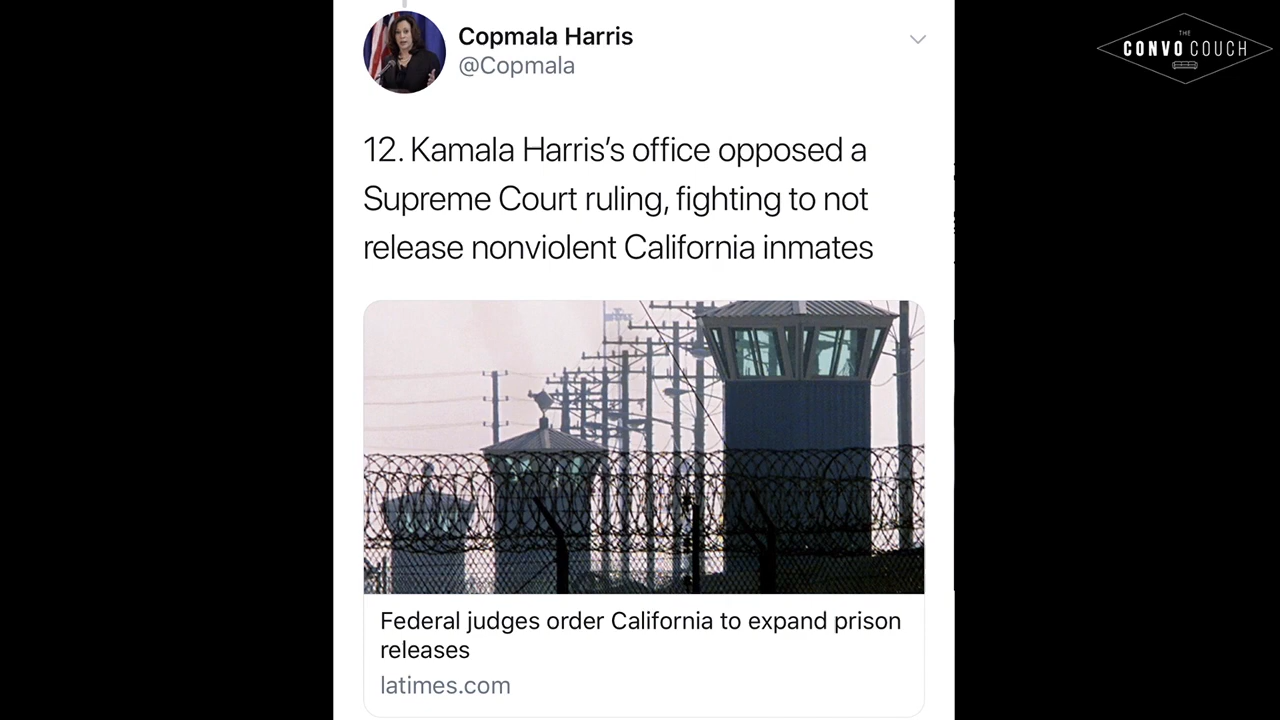 THE
CONVO COUCH
Copmala Harris
@Copmala
12. Kamala Harris’s office opposed a
Supreme Court ruling, fighting to not
release nonviolent California inmates
Federal judges order California to expand prison
releases
latimes.com